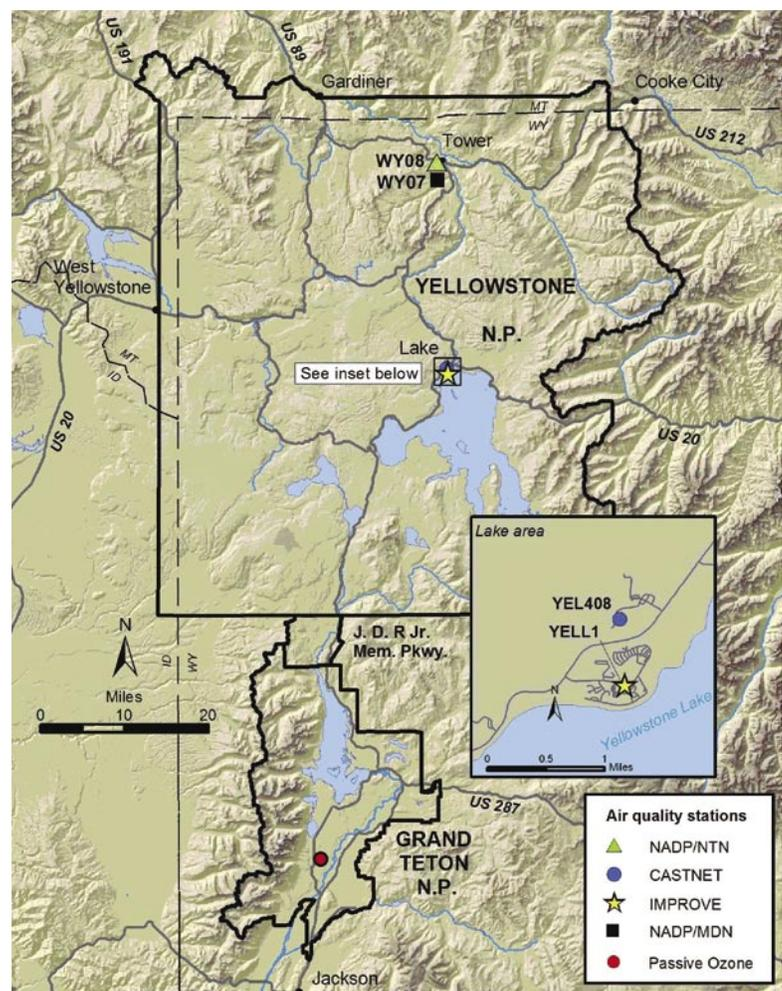 US 191
US 89
Gardiner
Cooke City
MT
WY
US 212
Tower
WY08
WY07
West
Yellowstone
YELLOWSTONE
N.P.
MT
ID
Lake
See inset below
US 20
US 20
Lake area
YEL408
YELL1
N
Yellowstone Lake
0 0.5 1
Miles
J. D. R Jr.
Mem. Pkwy.
N
ID
WY
Miles
0 10 20
US 287
GRAND
TETON
N.P.
Jackson
Air quality stations
NADP/NTN
CASTNET
IMPROVE
NADP/MDN
Passive Ozone